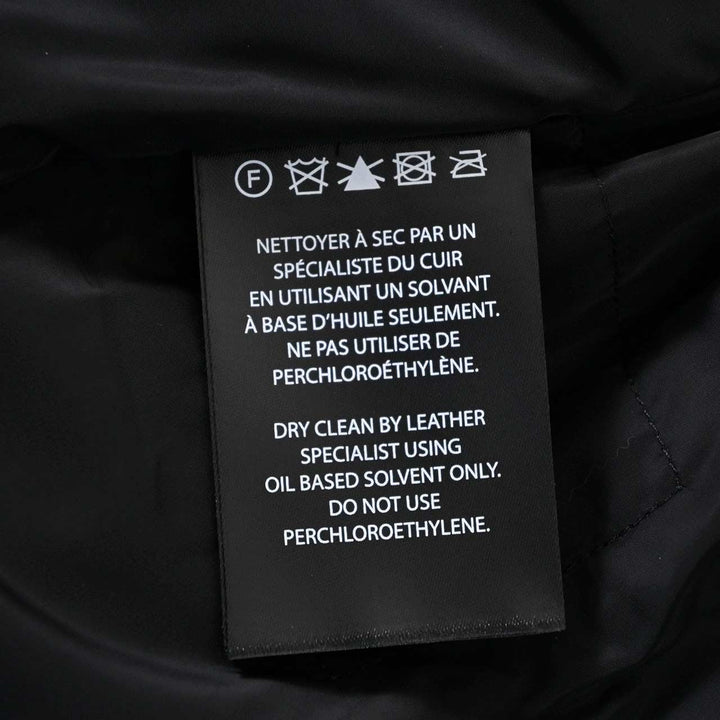 F
NETTOYER À SEC PAR UN
SPÉCIALISTE DU CUIR
EN UTILISANT UN SOLVANT
À BASE D'HUILE SEULEMENT.
NE PAS UTILISER DE
PERCHLOROÉTHYLÈNE.
DRY CLEAN BY LEATHER
SPECIALIST USING
OIL BASED SOLVENT ONLY.
DO NOT USE
PERCHLOROETHYLENE.